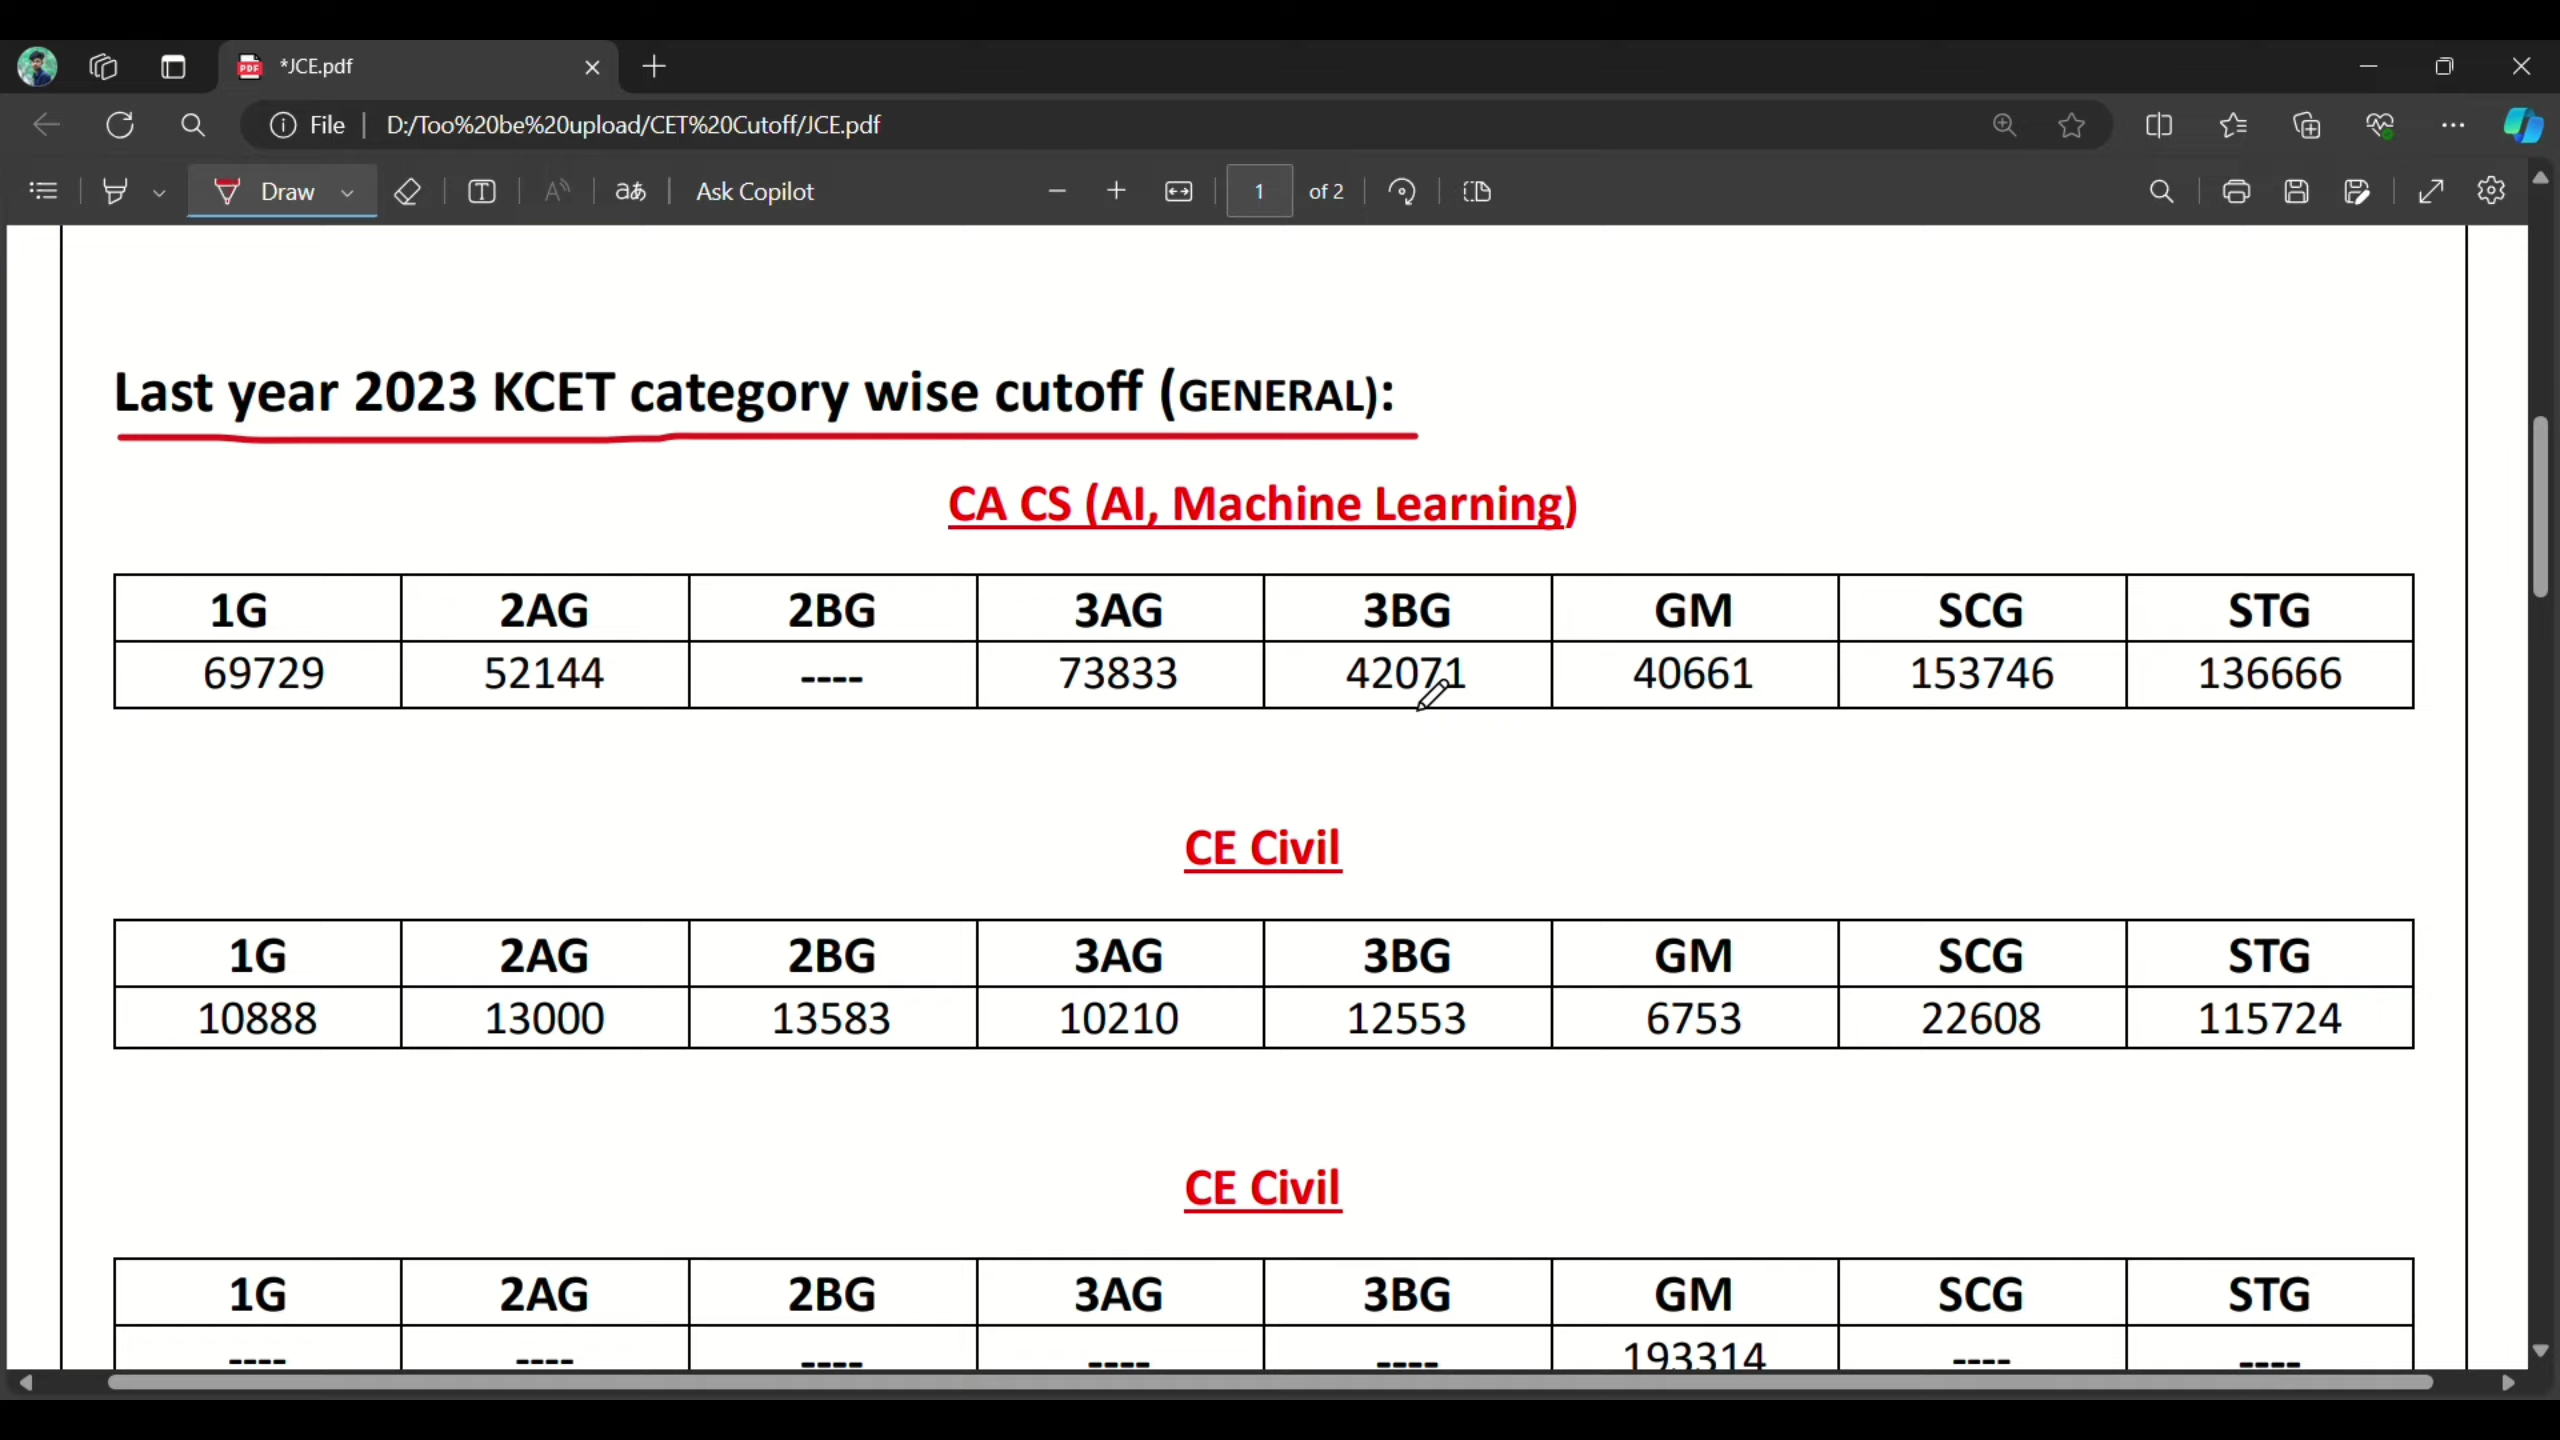 *JCE.pdf
File D:/Too%20be%20upload/CET%20Cutoff/JCE.pdf
Draw aあ Ask Copilot 1 of 2
Last year 2023 KCET category wise cutoff (GENERAL):
CA CS (AI, Machine Learning)
1G 2AG 2BG 3AG 3BG GM SCG STG
69729 52144 ---- 73833 42071 40661 153746 136666
CE Civil
1G 2AG 2BG 3AG 3BG GM SCG STG
10888 13000 13583 10210 12553 6753 22608 115724
CE Civil
1G 2AG 2BG 3AG 3BG GM SCG STG
---- ---- ---- ---- ---- 193314 ---- ----